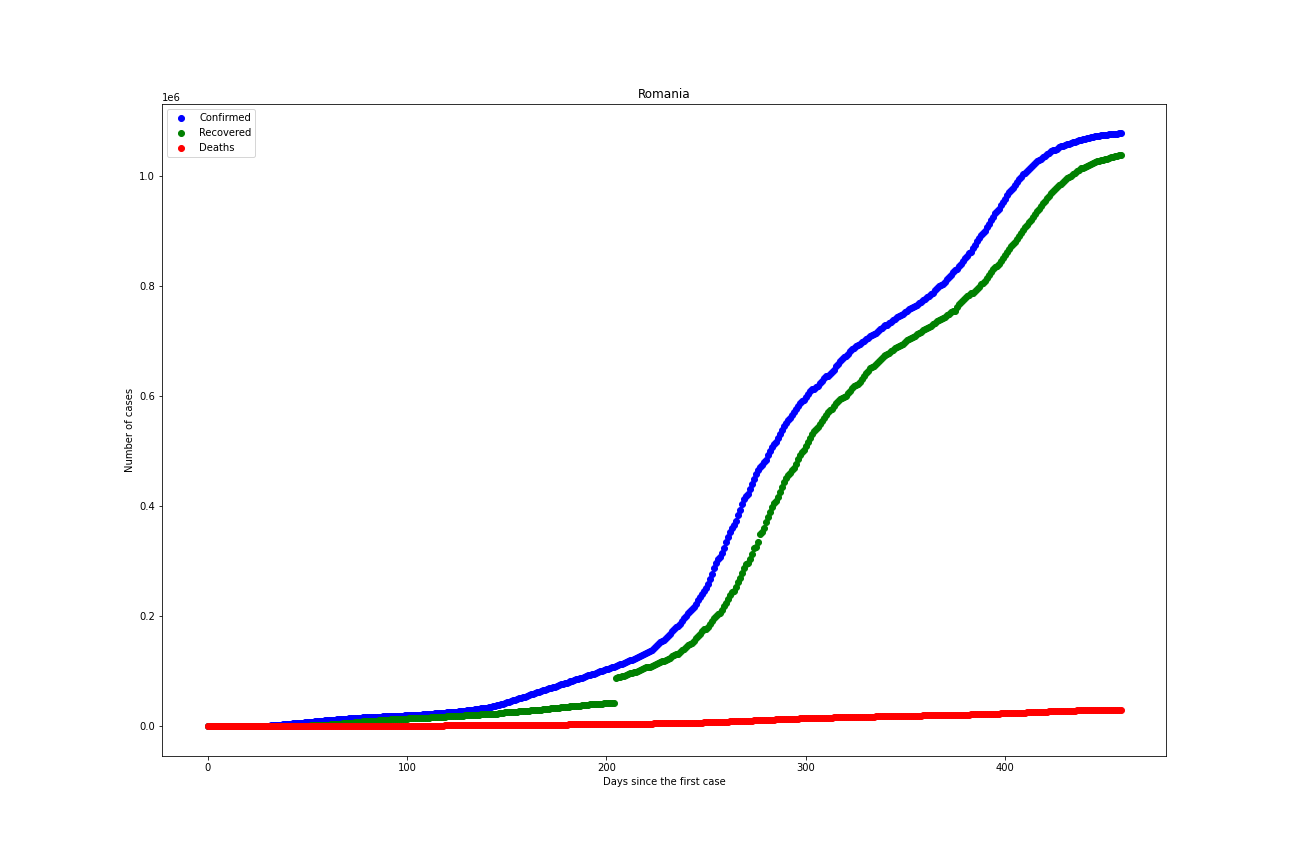 Romania
1e6
Confirmed
Recovered
Deaths
1.0
0.8
0.6
0.4
0.2
0.0
Number of cases
0 100 200 300 400
Days since the first case